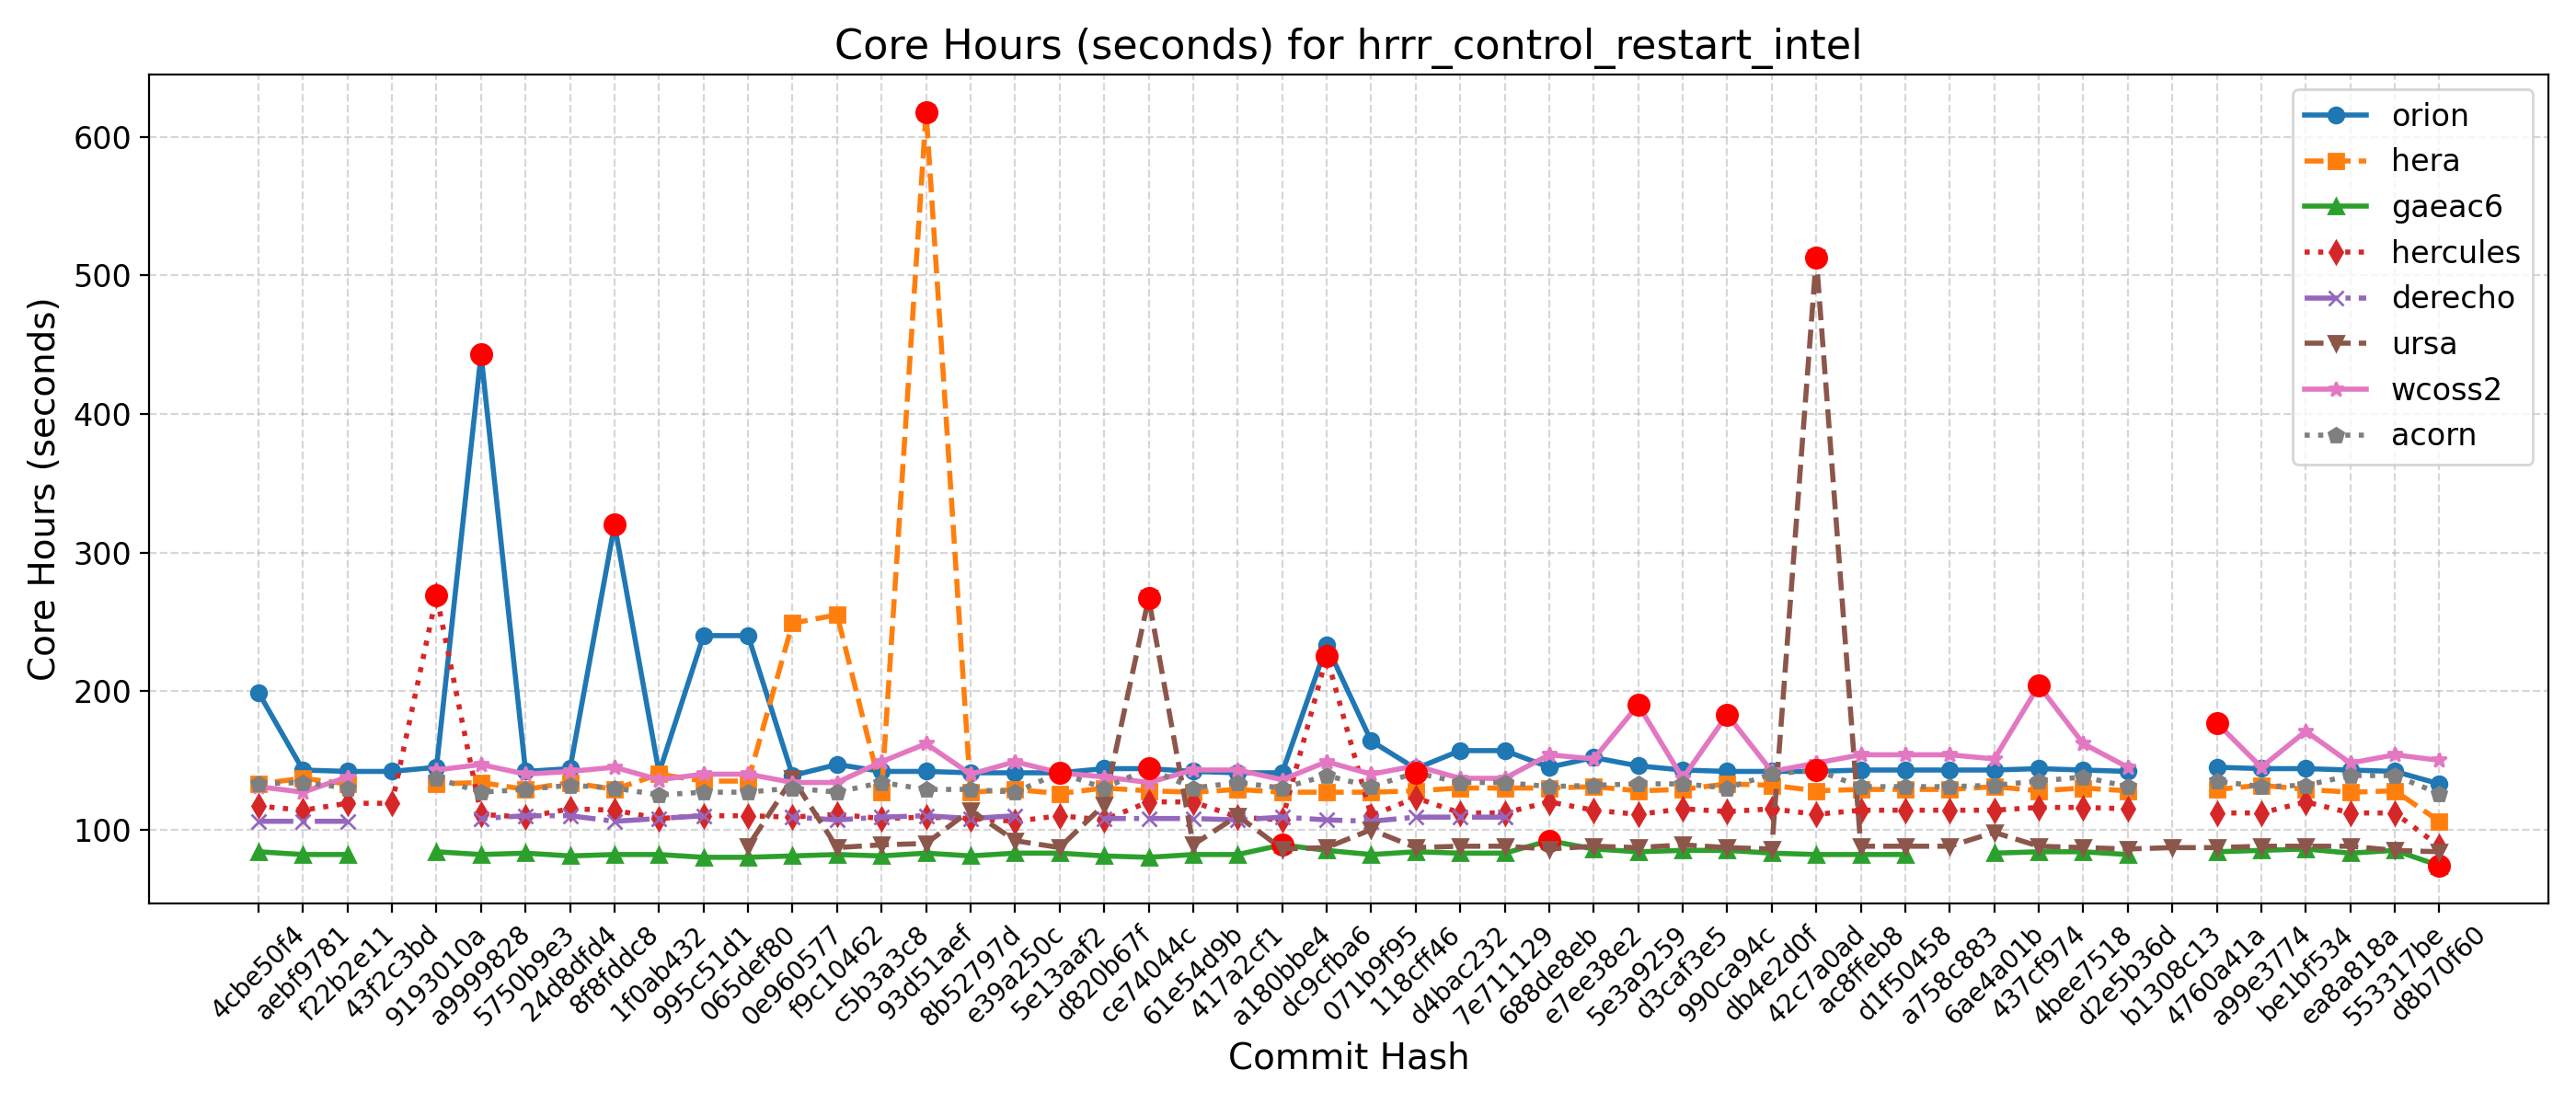 Core Hours (seconds) for hrrr_control_restart_intel
Core Hours (seconds)
600
500
400
300
200
100
orion
hera
gaeac6
hercules
derecho
ursa
wcoss2
acorn
4cbe50f4
aebf9781
f22b2e11
43f2c3bd
9193010a
a9999828
5750b9e3
24d8dfd4
8f8fddc8
1f0ab432
995c51d1
065def80
0e960577
f9c10462
c5b3a3c8
93d51aef
8b52797d
e39a250c
5e13aaf2
d820b67f
ce74044c
61e54d9b
417a2cf1
a180bbe4
dc9cfba6
071b9f95
118cff46
d4bac232
7e711129
688de8eb
e7ee38e2
5e3a9259
d3caf3e5
990ca94c
db4e2d0f
42c7a0ad
ac8ffeb8
d1f50458
a758c883
6ae4a01b
437cf974
4bee7518
d2e5b36d
b1308c13
4760a41a
a99e3774
be1bf534
ea8a818a
553317be
d8b70f60
Commit Hash